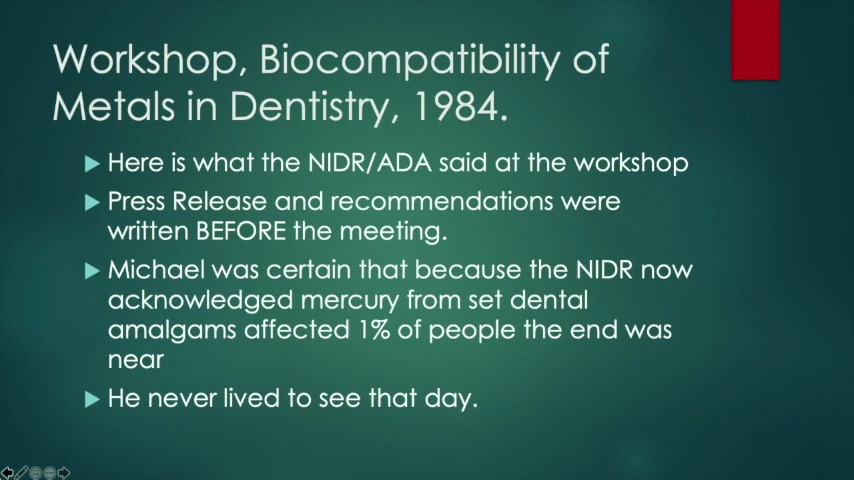 Workshop, Biocompatibility of
Metals in Dentistry, 1984.
Here is what the NIDR/ADA said at the workshop
Press Release and recommendations were
written BEFORE the meeting.
Michael was certain that because the NIDR now
acknowledged mercury from set dental
amalgams affected 1% of people the end was
near
He never lived to see that day.